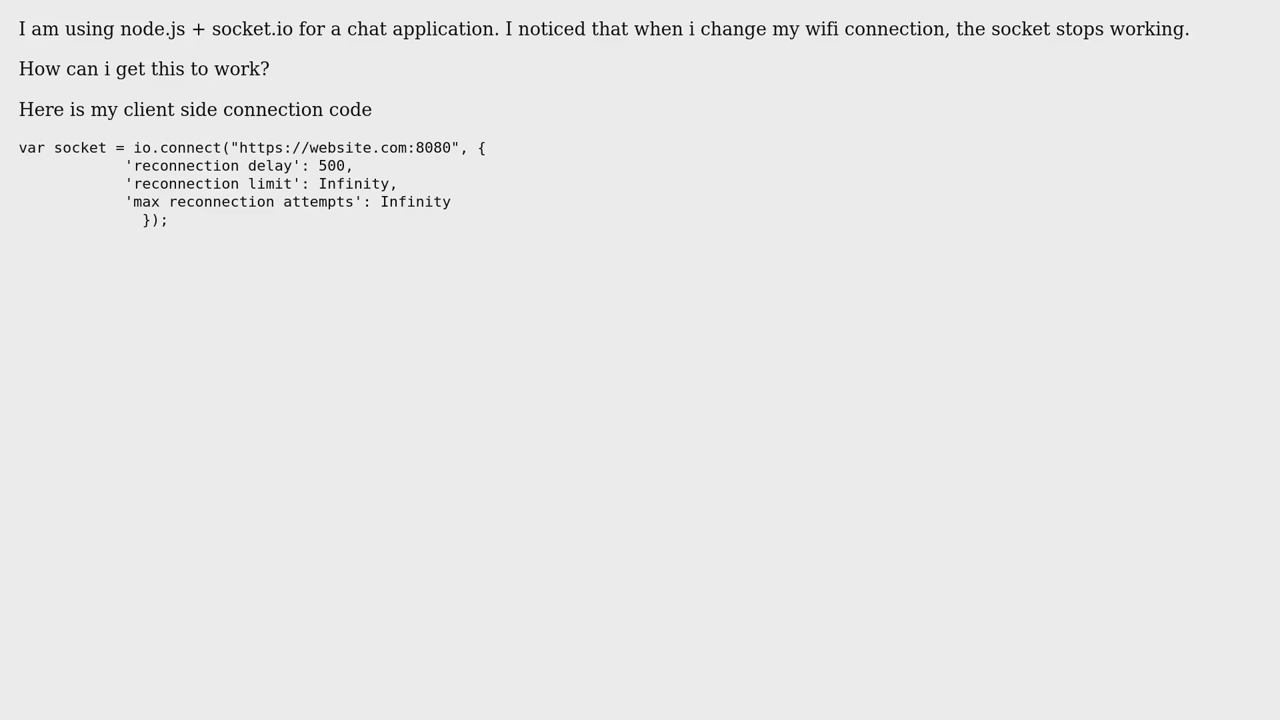 I am using node.js + socket.io for a chat application. I noticed that when i change my wifi connection, the socket stops working.
How can i get this to work?
Here is my client side connection code
var socket = io.connect("https://website.com:8080", {
            'reconnection delay': 500,
            'reconnection limit': Infinity,
            'max reconnection attempts': Infinity
              });